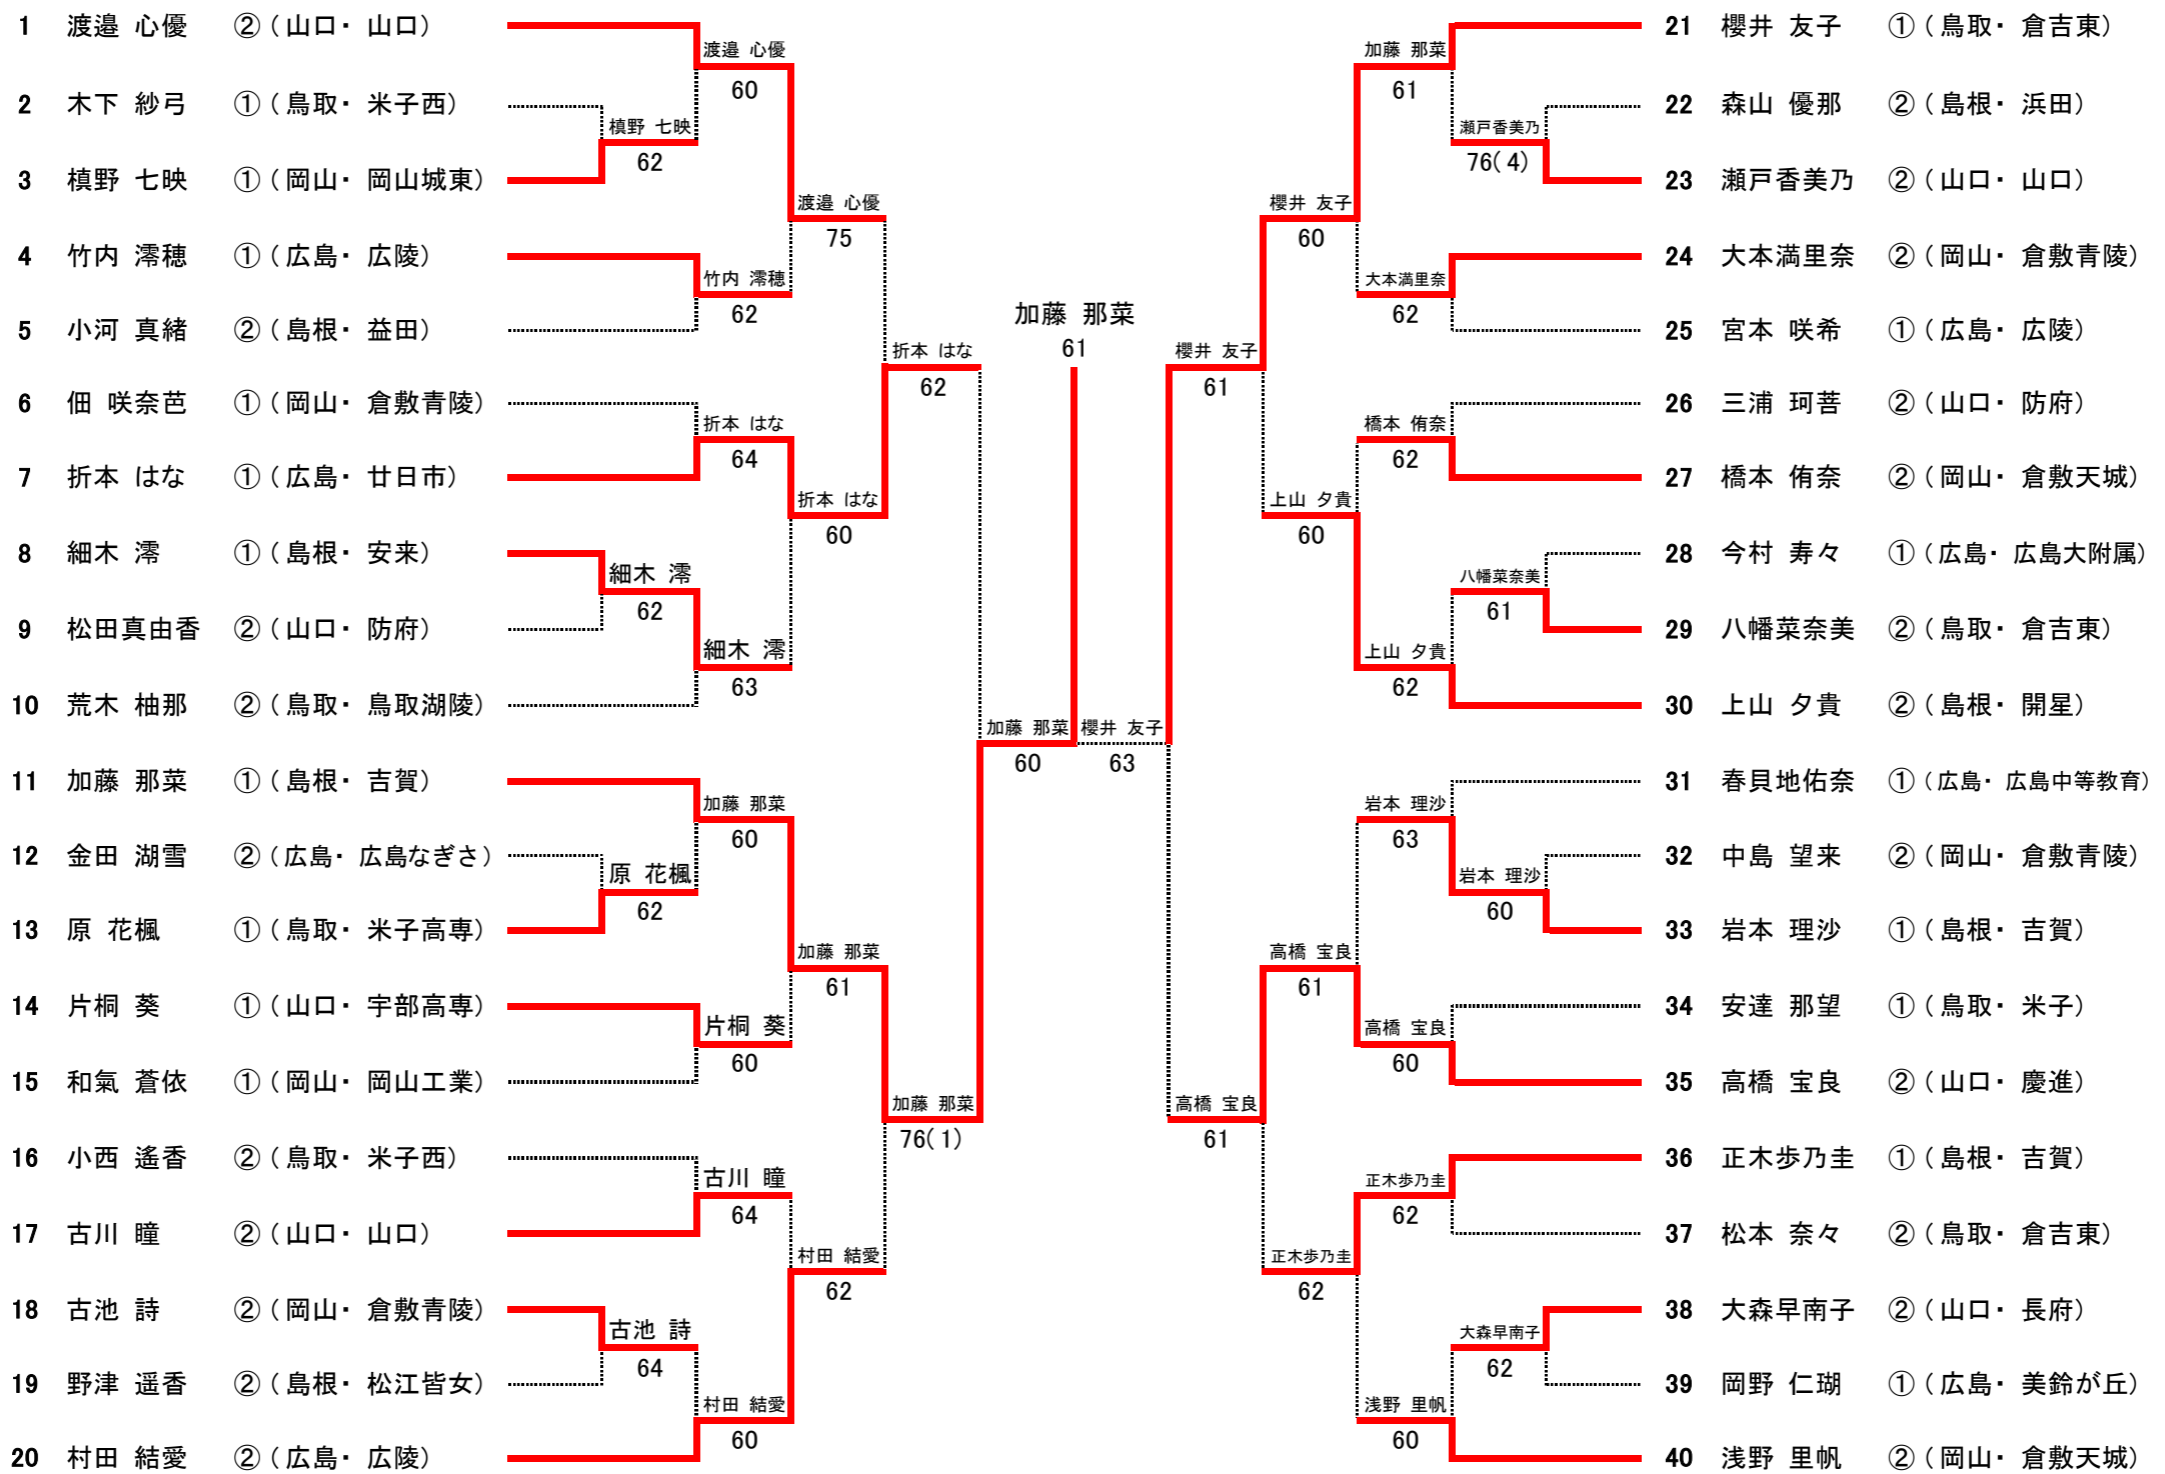 1 渡邉 心優 ②（山口・ 山口）
2 木下 紗弓 ①（鳥取・ 米子西）
3 槙野 七映 ①（岡山・ 岡山城東）
4 竹内 澪穂 ①（広島・ 広陵）
5 小河 真緒 ②（島根・ 益田）
6 佃 咲奈芭 ①（岡山・ 倉敷青陵）
7 折本 はな ①（広島・ 廿日市）
8 細木 澪 ①（島根・ 安来）
9 松田真由香 ②（山口・ 防府）
10 荒木 柚那 ②（鳥取・ 鳥取湖陵）
11 加藤 那菜 ①（島根・ 吉賀）
12 金田 湖雪 ②（広島・ 広島なぎさ）
13 原 花楓 ①（鳥取・ 米子高専）
14 片桐 葵 ①（山口・ 宇部高専）
15 和氣 蒼依 ①（岡山・ 岡山工業）
16 小西 遙香 ②（鳥取・ 米子西）
17 古川 瞳 ②（山口・ 山口）
18 古池 詩 ②（岡山・ 倉敷青陵）
19 野津 遥香 ②（島根・ 松江皆女）
20 村田 結愛 ②（広島・ 広陵）
槙野 七映
62
細木 澪
62
原 花楓
62
古池 詩
64
渡邉 心優
60
竹内 澪穂
62
折本 はな
64
細木 澪
63
加藤 那菜
60
片桐 葵
60
古川 瞳
64
村田 結愛
60
渡邉 心優
75
折本 はな
60
加藤 那菜
61
村田 結愛
62
折本 はな
62
加藤 那菜
76(1)
加藤 那菜
60
加藤 那菜
61
櫻井 友子
63
櫻井 友子
61
高橋 宝良
61
櫻井 友子
60
上山 夕貴
60
高橋 宝良
61
正木歩乃圭
62
加藤 那菜
61
大本満里奈
62
橋本 侑奈
62
上山 夕貴
62
岩本 理沙
63
高橋 宝良
60
正木歩乃圭
62
浅野 里帆
60
瀬戸香美乃
76(4)
八幡菜奈美
61
岩本 理沙
60
大森早南子
62
21 櫻井 友子 ①（鳥取・ 倉吉東）
22 森山 優那 ②（島根・ 浜田）
23 瀬戸香美乃 ②（山口・ 山口）
24 大本満里奈 ②（岡山・ 倉敷青陵）
25 宮本 咲希 ①（広島・ 広陵）
26 三浦 珂菩 ②（山口・ 防府）
27 橋本 侑奈 ②（岡山・ 倉敷天城）
28 今村 寿々 ①（広島・ 広島大附属）
29 八幡菜奈美 ②（鳥取・ 倉吉東）
30 上山 夕貴 ②（島根・ 開星）
31 春貝地佑奈 ①（広島・ 広島中等教育）
32 中島 望来 ②（岡山・ 倉敷青陵）
33 岩本 理沙 ①（島根・ 吉賀）
34 安達 那望 ①（鳥取・ 米子）
35 高橋 宝良 ②（山口・ 慶進）
36 正木歩乃圭 ①（島根・ 吉賀）
37 松本 奈々 ②（鳥取・ 倉吉東）
38 大森早南子 ②（山口・ 長府）
39 岡野 仁瑚 ①（広島・ 美鈴が丘）
40 浅野 里帆 ②（岡山・ 倉敷天城）